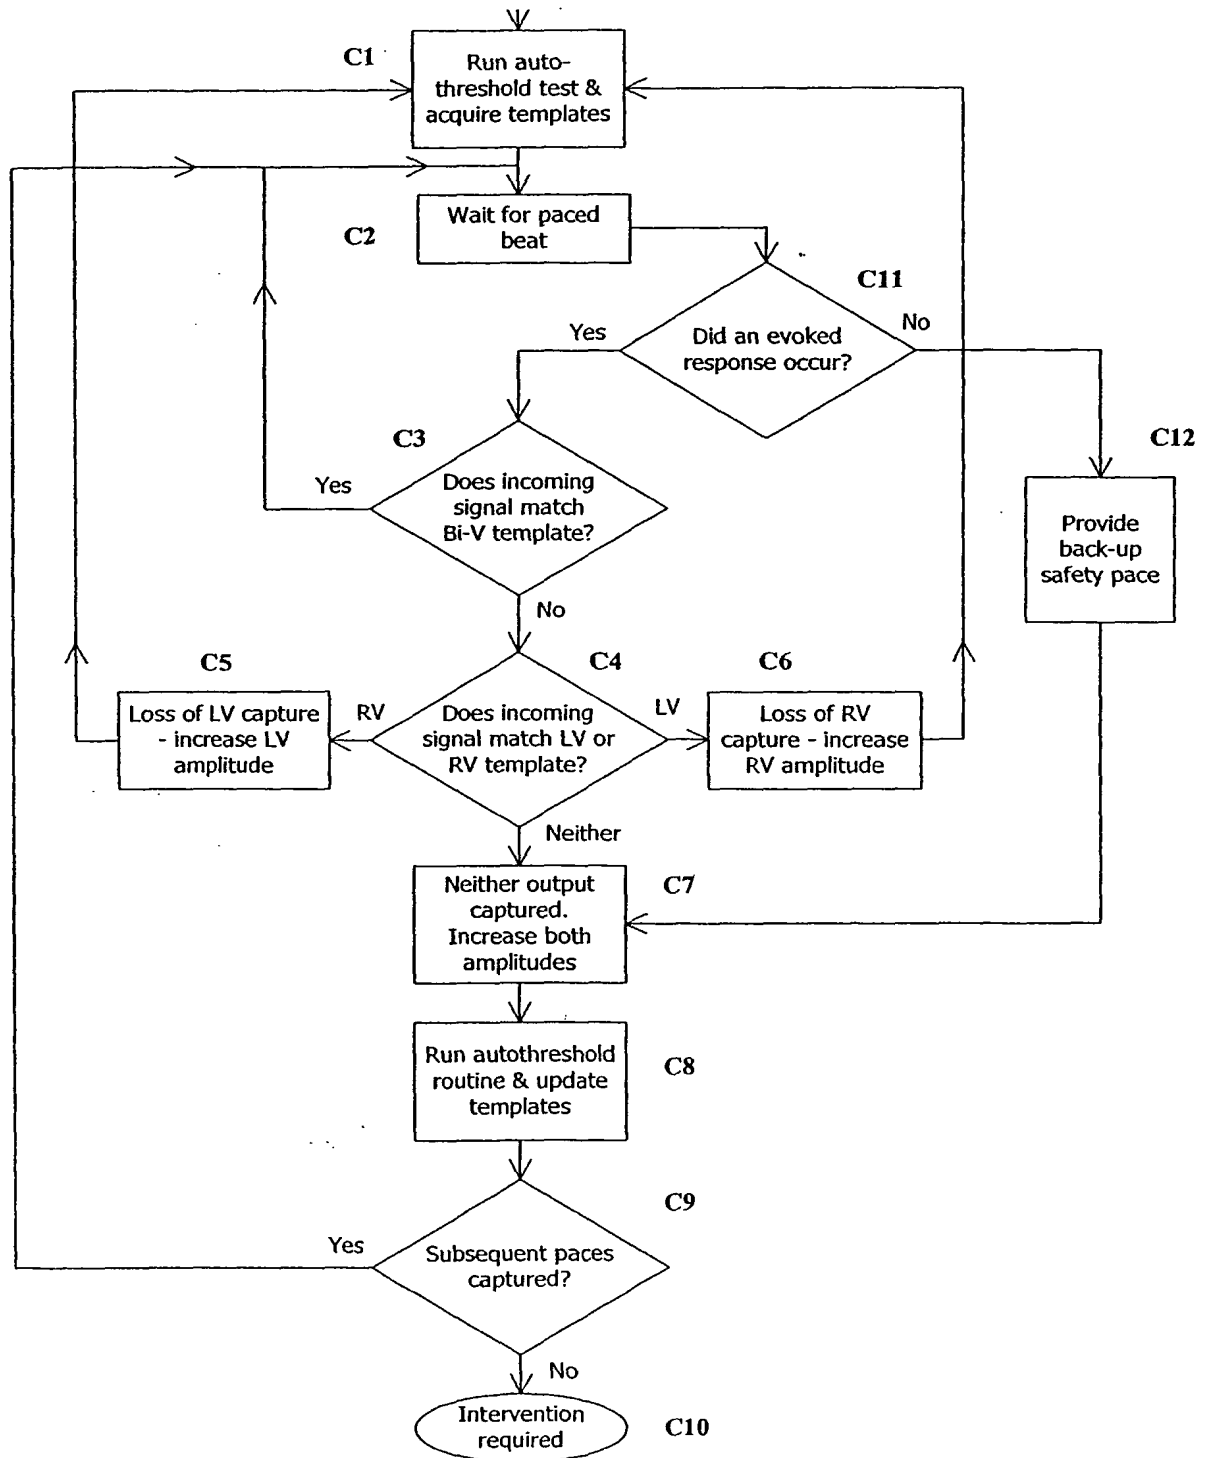 C1
Run auto-
threshold test &
acquire templates
C2
Wait for paced
beat
C11
Did an evoked
response occur?
Yes
No
C12
Provide
back-up
safety pace
C3
Does incoming
signal match
Bi-V template?
Yes
No
C4
Does incoming
signal match LV or
RV template?
RV
LV
Neither
C5
Loss of LV capture
- increase LV
amplitude
C6
Loss of RV
capture - increase
RV amplitude
C7
Neither output
captured.
Increase both
amplitudes
C8
Run autothreshold
routine & update
templates
C9
Subsequent paces
captured?
Yes
No
Intervention
required
C10